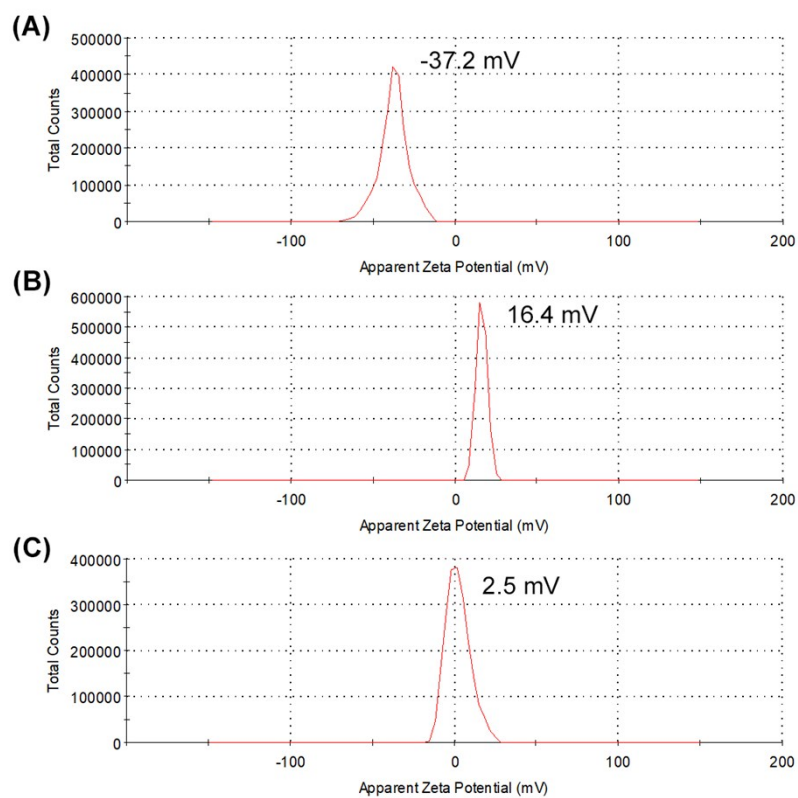 (A)
500000
400000
300000
200000
100000
0
Total Counts
-37.2 mV
-100 0 100 200
Apparent Zeta Potential (mV)
(B)
600000
500000
400000
300000
200000
100000
0
Total Counts
16.4 mV
-100 0 100 200
Apparent Zeta Potential (mV)
(C)
400000
300000
200000
100000
0
Total Counts
2.5 mV
-100 0 100 200
Apparent Zeta Potential (mV)